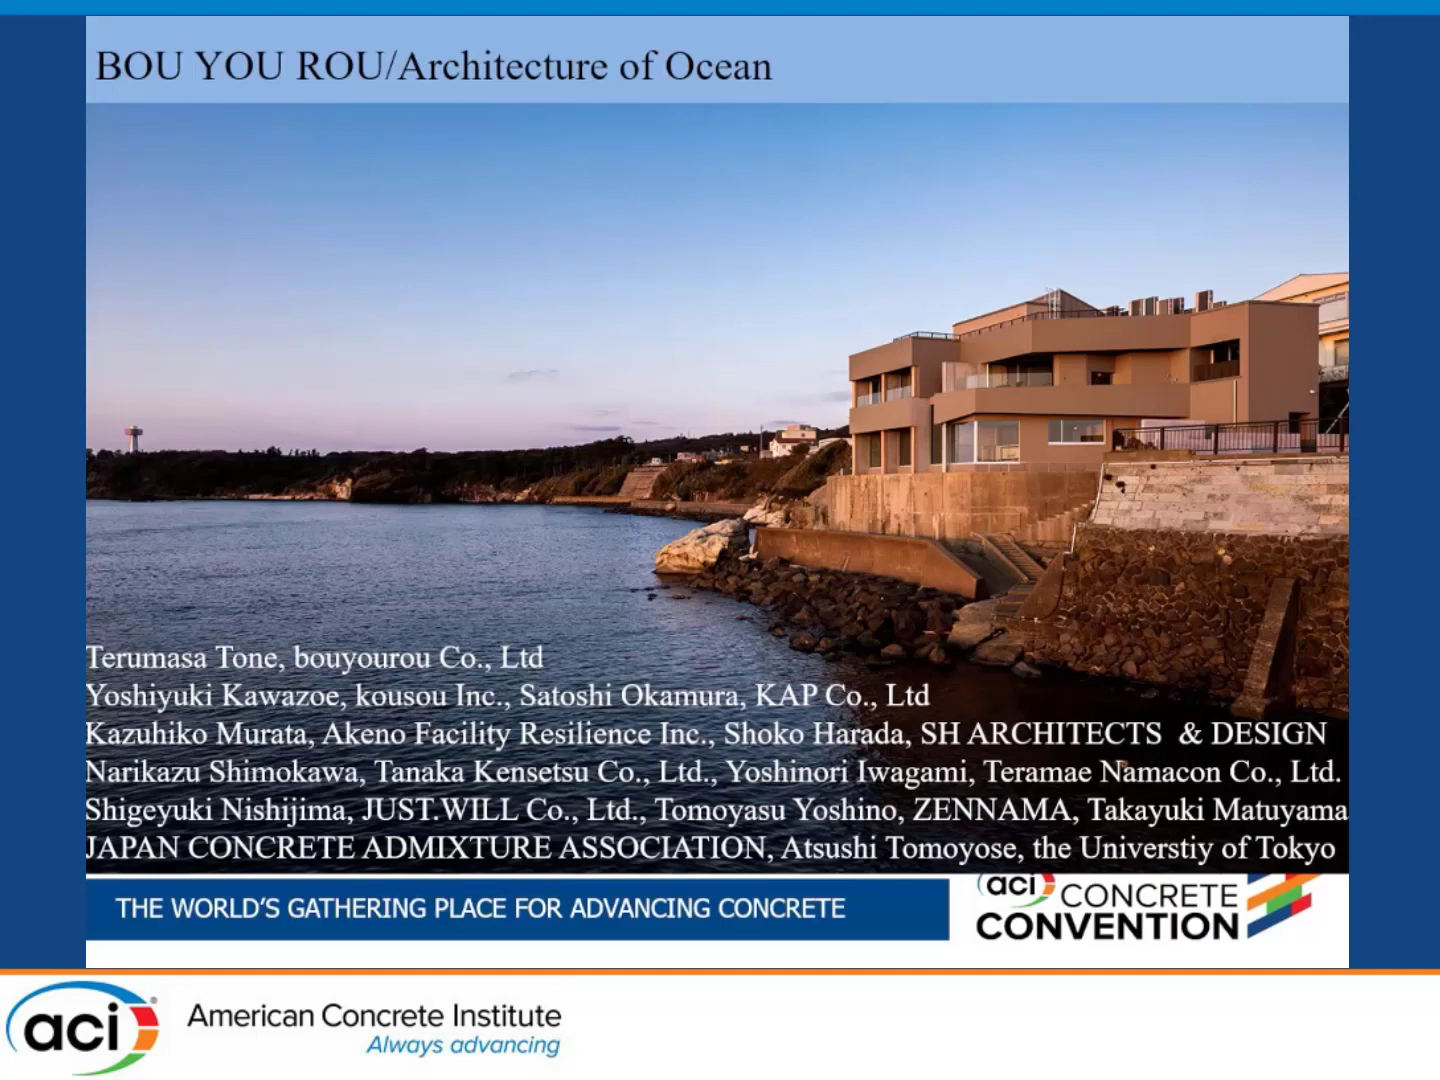 BOU YOU ROU/Architecture of Ocean
Terumasa Tone, bouyourou Co., Ltd
Yoshiyuki Kawazoe, kousou Inc., Satoshi Okamura, KAP Co., Ltd
Kazuhiko Murata, Akeno Facility Resilience Inc., Shoko Harada, SH ARCHITECTS & DESIGN
Narikazu Shimokawa, Tanaka Kensetsu Co., Ltd., Yoshinori Iwagami, Teramae Namacon Co., Ltd.
Shigeyuki Nishijima, JUST.WILL Co., Ltd., Tomoyasu Yoshino, ZENNAMA, Takayuki Matuyama
JAPAN CONCRETE ADMIXTURE ASSOCIATION, Atsushi Tomoyose, the Universtiy of Tokyo
THE WORLD'S GATHERING PLACE FOR ADVANCING CONCRETE
aci CONCRETE
CONVENTION
aci
American Concrete Institute
Always advancing